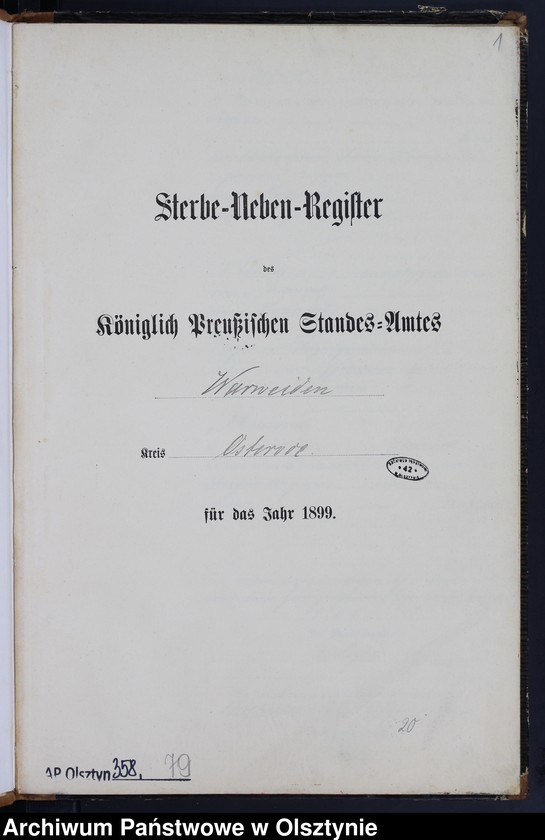 1
Sterbe-Neben-Register
des
Königlich Preußischen Standes-Amtes
Warweiden
Kreis Osterode.
für das Jahr 1899.
42
20
AP Olsztyn 358. 79
Archiwum Państwowe w Olsztynie